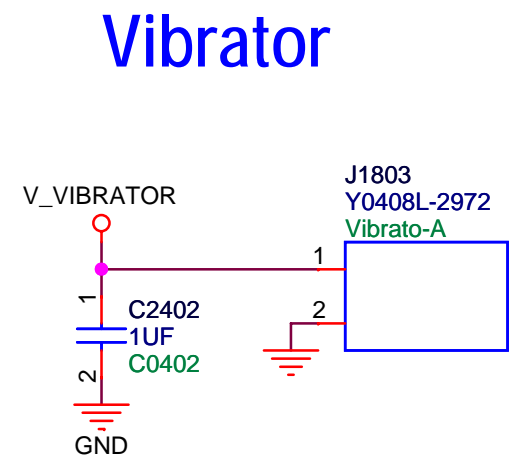 Vibrator
J1803
Y0408L-2972
Vibrato-A
V_VIBRATOR
1
2
1
C2402
1UF
C0402
2
GND